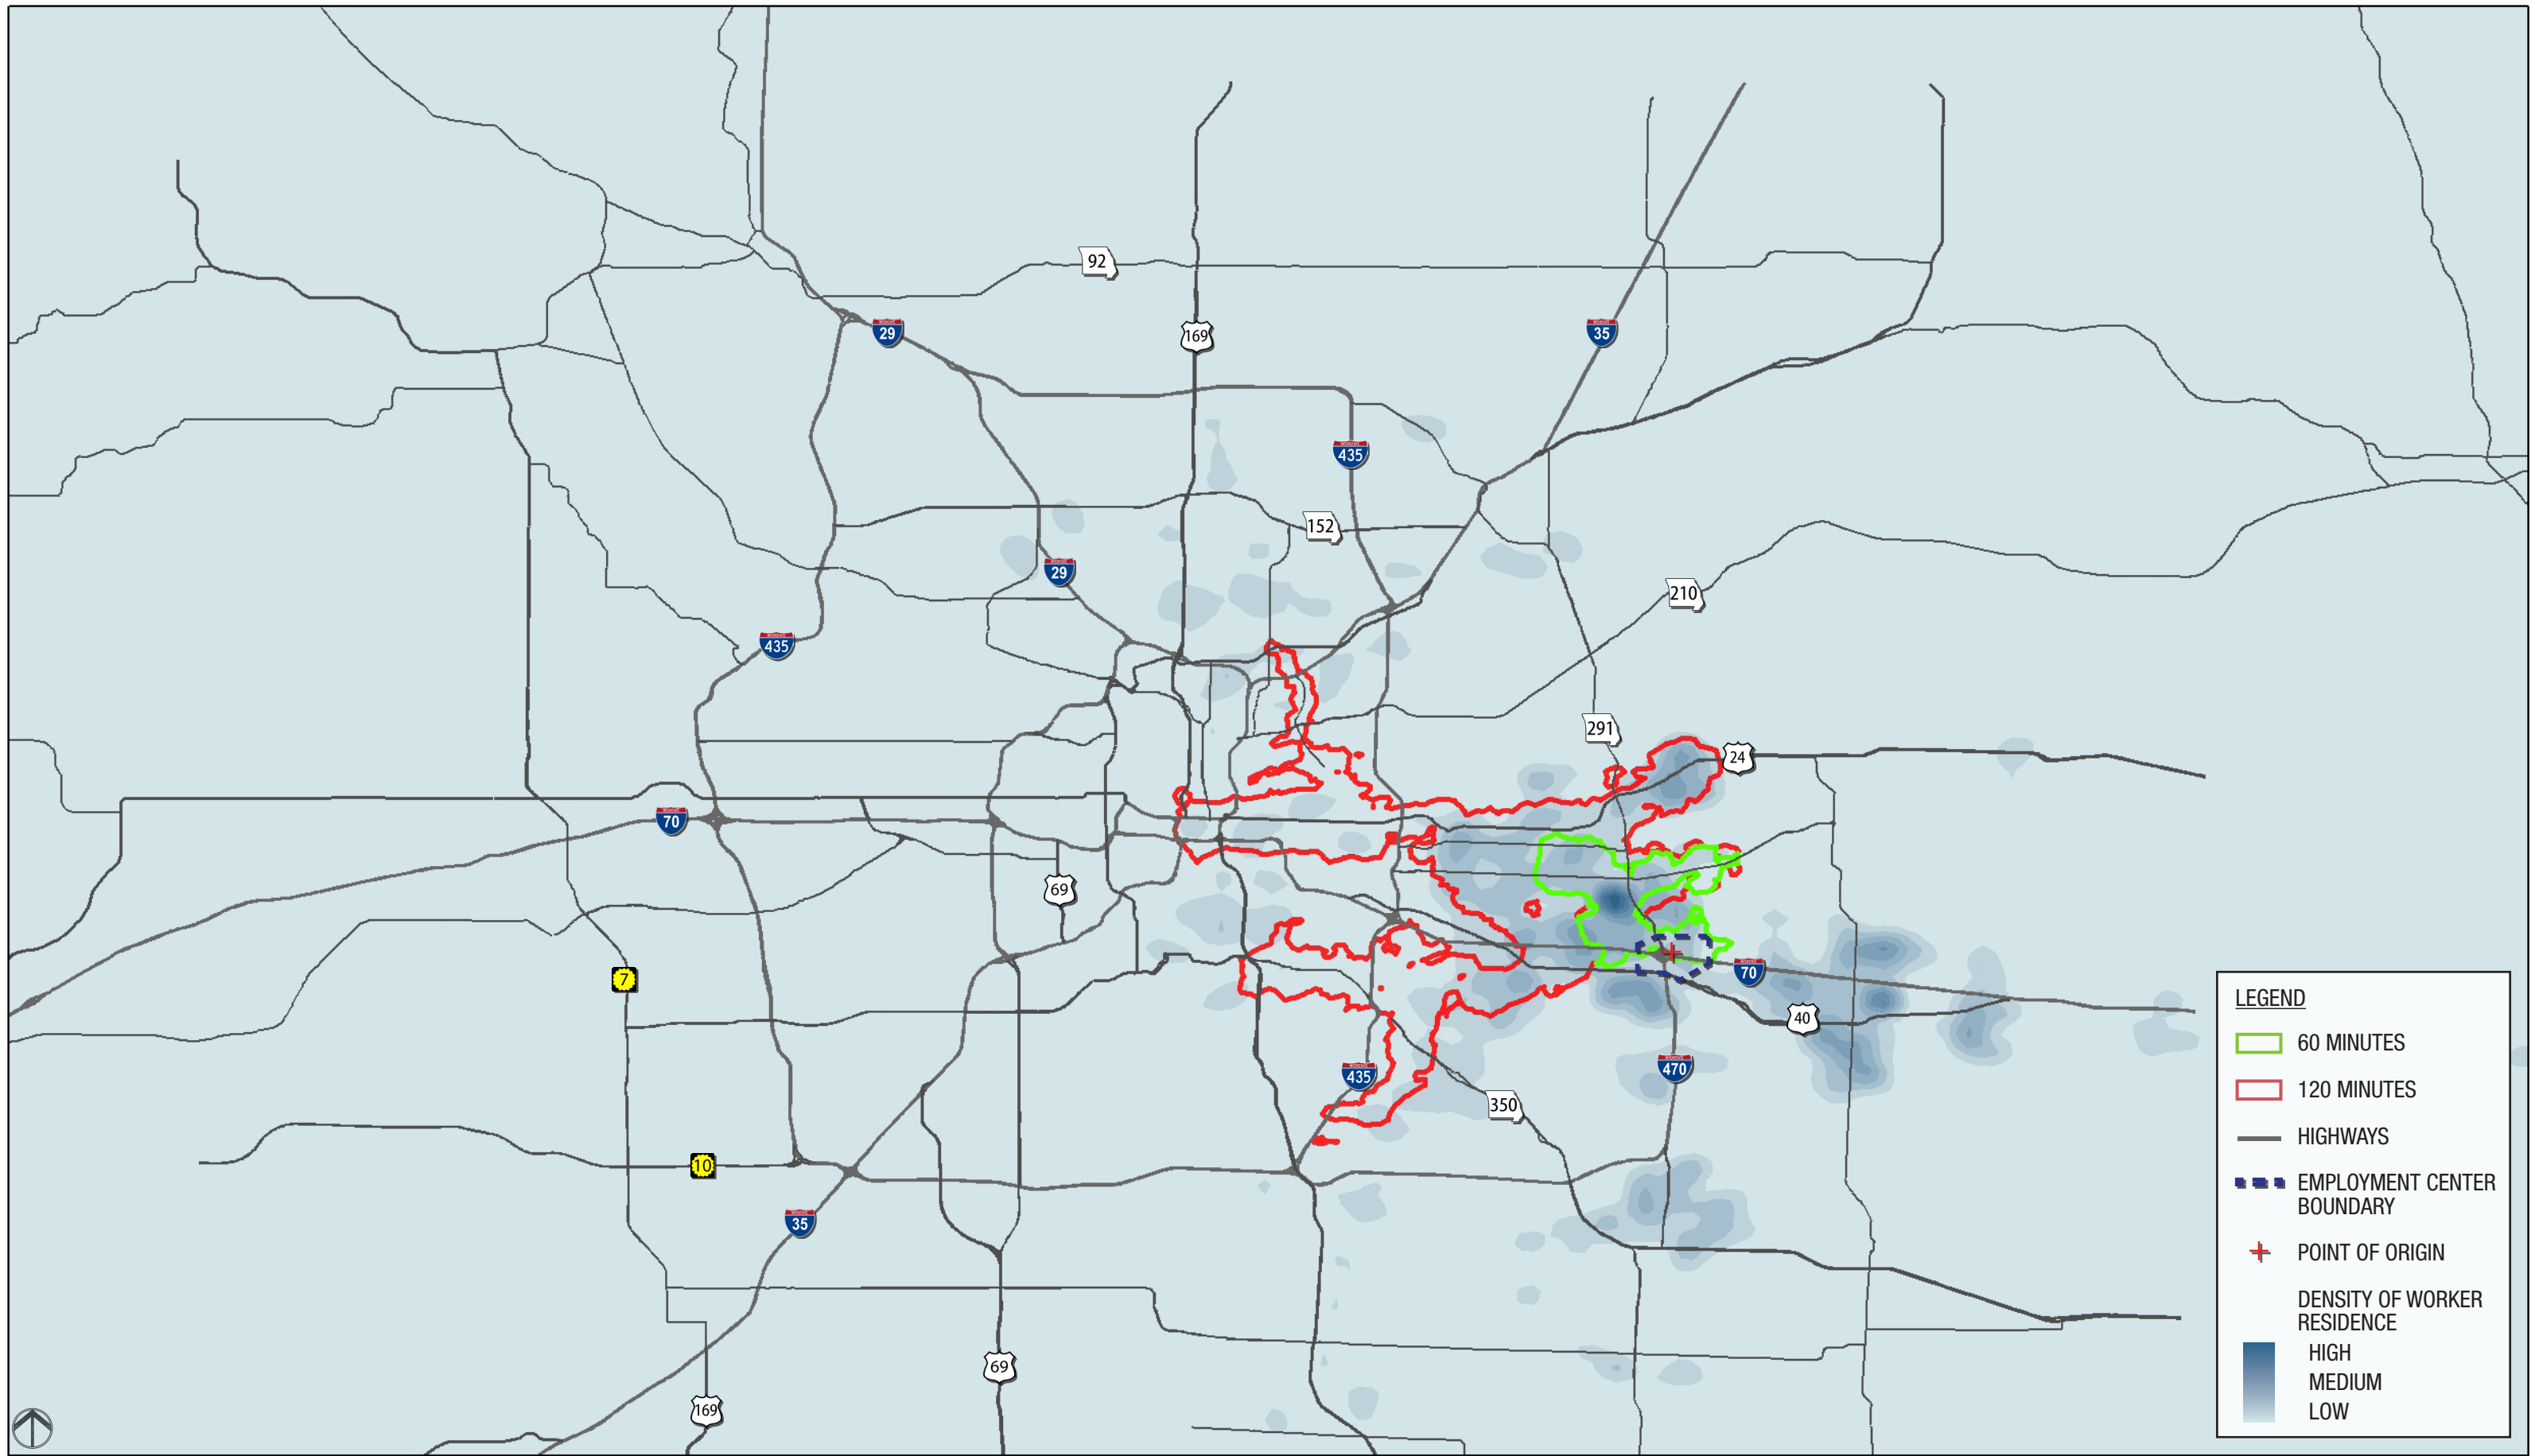 92
29
169
35
435
152
29
210
435
291
24
70
69
7
70
40
435
470
350
10
35
69
169
LEGEND
60 MINUTES
120 MINUTES
HIGHWAYS
EMPLOYMENT CENTER
BOUNDARY
POINT OF ORIGIN
DENSITY OF WORKER
RESIDENCE
HIGH
MEDIUM
LOW